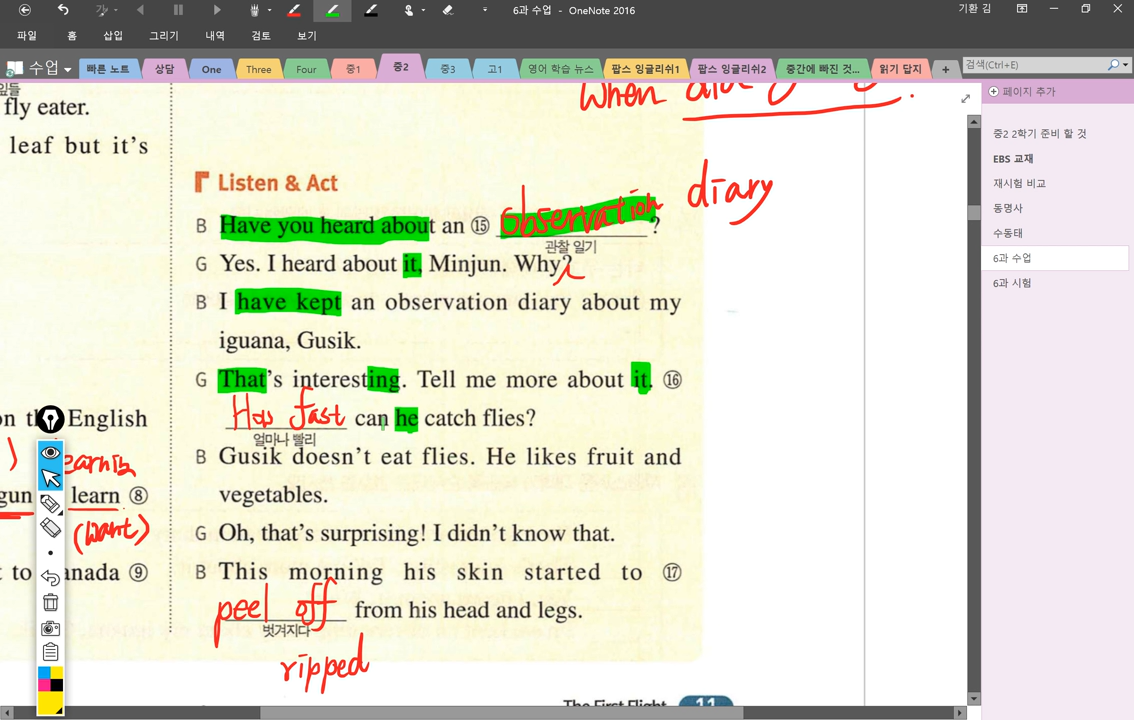 6과 수업 - OneNote 2016
기환 김
파일 홈 삽입 그리기 내역 검토 보기
수업 빠른 노트 상담 One Three Four 중1 중2 중3 고1 영어 학습 뉴스 팝스 잉글리쉬1 팝스 잉글리쉬2 중간에 빠진 것... 읽기 답지 +
검색(Ctrl+E)
페이지 추가
중2 2학기 준비 할 것
EBS 교재
재시험 비교
동명사
수동태
6과 수업
6과 시험
잎들
fly eater.
leaf but it's
English
earning
gun learn ⑧
(want)
t to anada ⑨
when
diary
Listen & Act
B Have you heard about an ⑮ observation ?
관찰 일기
G Yes. I heard about it, Minjun. Why?
B I have kept an observation diary about my
iguana, Gusik.
G That's interesting. Tell me more about it. ⑯
How fast can he catch flies?
얼마나 빨리
B Gusik doesn't eat flies. He likes fruit and
vegetables.
G Oh, that's surprising! I didn't know that.
B This morning his skin started to ⑰
peel off from his head and legs.
벗겨지다
ripped
The First Flight 11